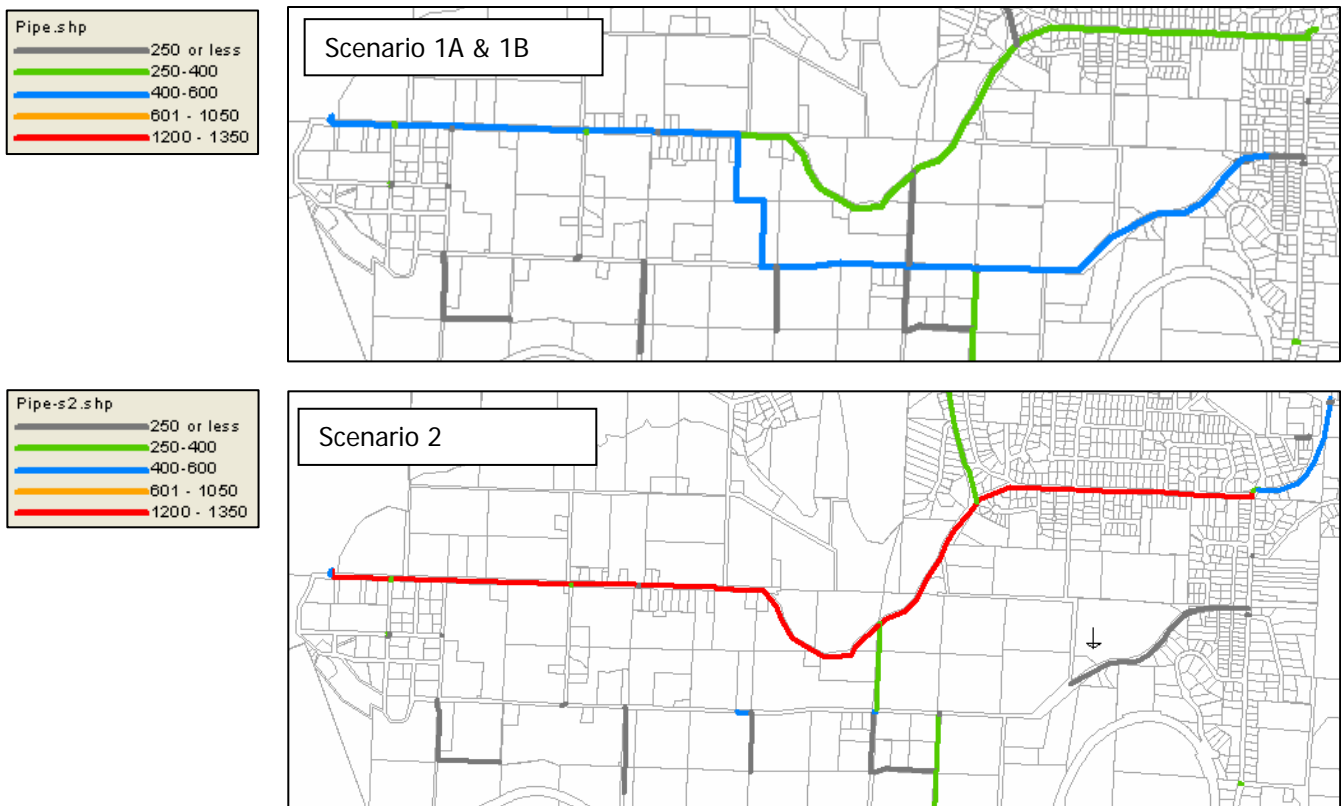 Pipe.shp
250 or less
250-400
400-600
601 - 1050
1200 - 1350
Scenario 1A & 1B
Pipe-s2.shp
250 or less
250-400
400-600
601 - 1050
1200 - 1350
Scenario 2